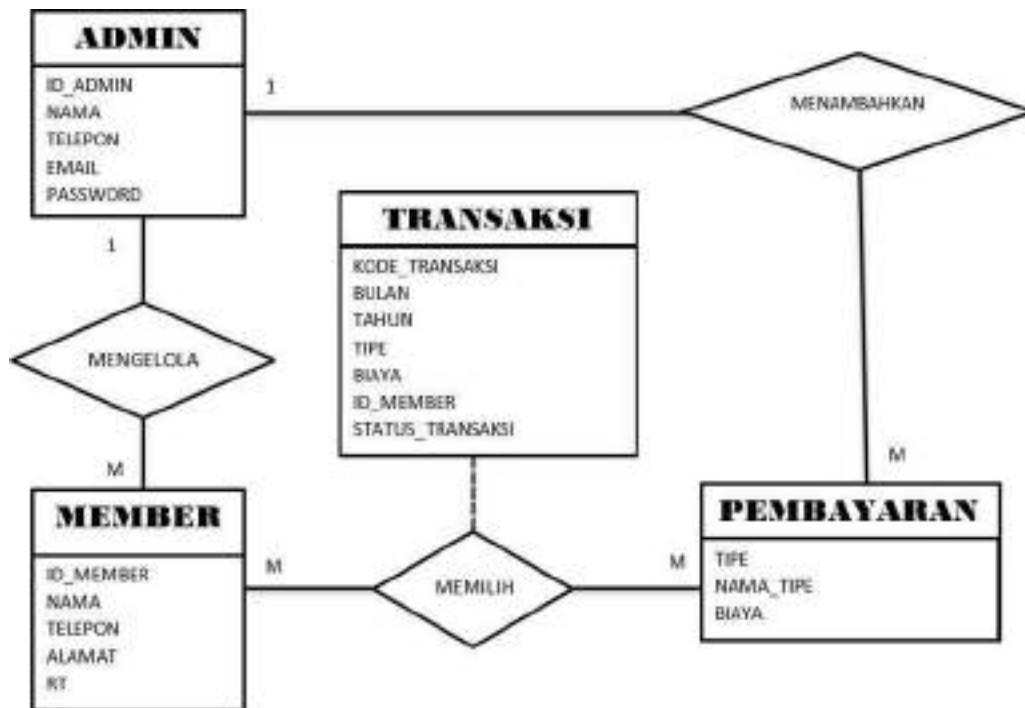 ADMIN
ID_ADMIN
NAMA
TELEPON
EMAIL
PASSWORD
1
MENAMBAHKAN
1
TRANSAKSI
KODE_TRANSAKSI
BULAN
TAHUN
TIPE
BIAYA
ID_MEMBER
STATUS_TRANSAKSI
MENGELOLA
M
M
MEMBER
ID_MEMBER
NAMA
TELEPON
ALAMAT
RT
M
MEMILIH
M
PEMBAYARAN
TIPE
NAMA_TIPE
BIAYA